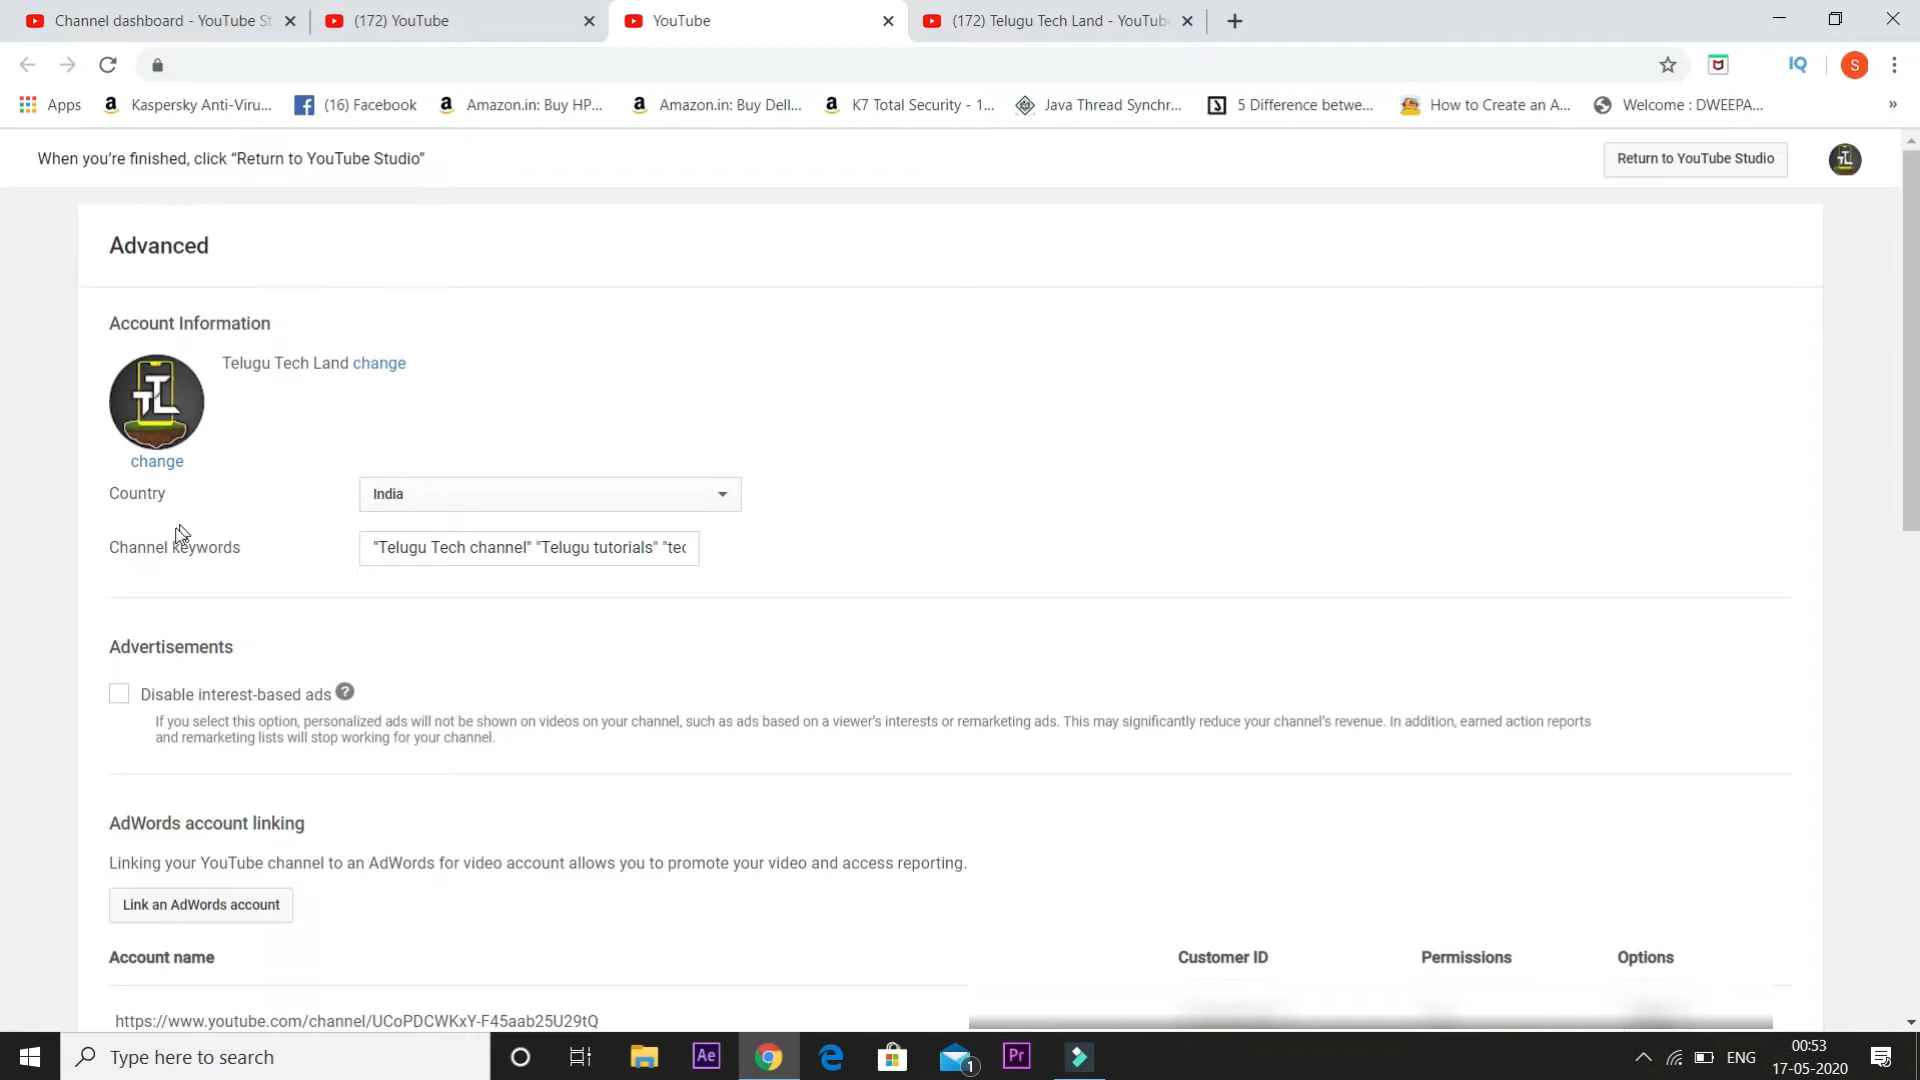 Channel dashboard - YouTube St
(172) YouTube
YouTube
(172) Telugu Tech Land - YouTube
IQ
S
Apps
Kaspersky Anti-Viru...
(16) Facebook
Amazon.in: Buy HP...
Amazon.in: Buy Dell...
K7 Total Security - 1...
Java Thread Synchr...
5 Difference betwe...
How to Create an A...
Welcome : DWEEPA...
»
When you're finished, click “Return to YouTube Studio”
Return to YouTube Studio
Advanced
Account Information
Telugu Tech Land change
TTL
change
Country
India
Channel keywords
"Telugu Tech channel" "Telugu tutorials" "tec
Advertisements
Disable interest-based ads ?
If you select this option, personalized ads will not be shown on videos on your channel, such as ads based on a viewer's interests or remarketing ads. This may significantly reduce your channel's revenue. In addition, earned action reports
and remarketing lists will stop working for your channel.
AdWords account linking
Linking your YouTube channel to an AdWords for video account allows you to promote your video and access reporting.
Link an AdWords account
Account name
Customer ID
Permissions
Options
https://www.youtube.com/channel/UCoPDCWKxY-F45aab25U29tQ
Type here to search
Ae
1
Pr
ENG
00:53
17-05-2020